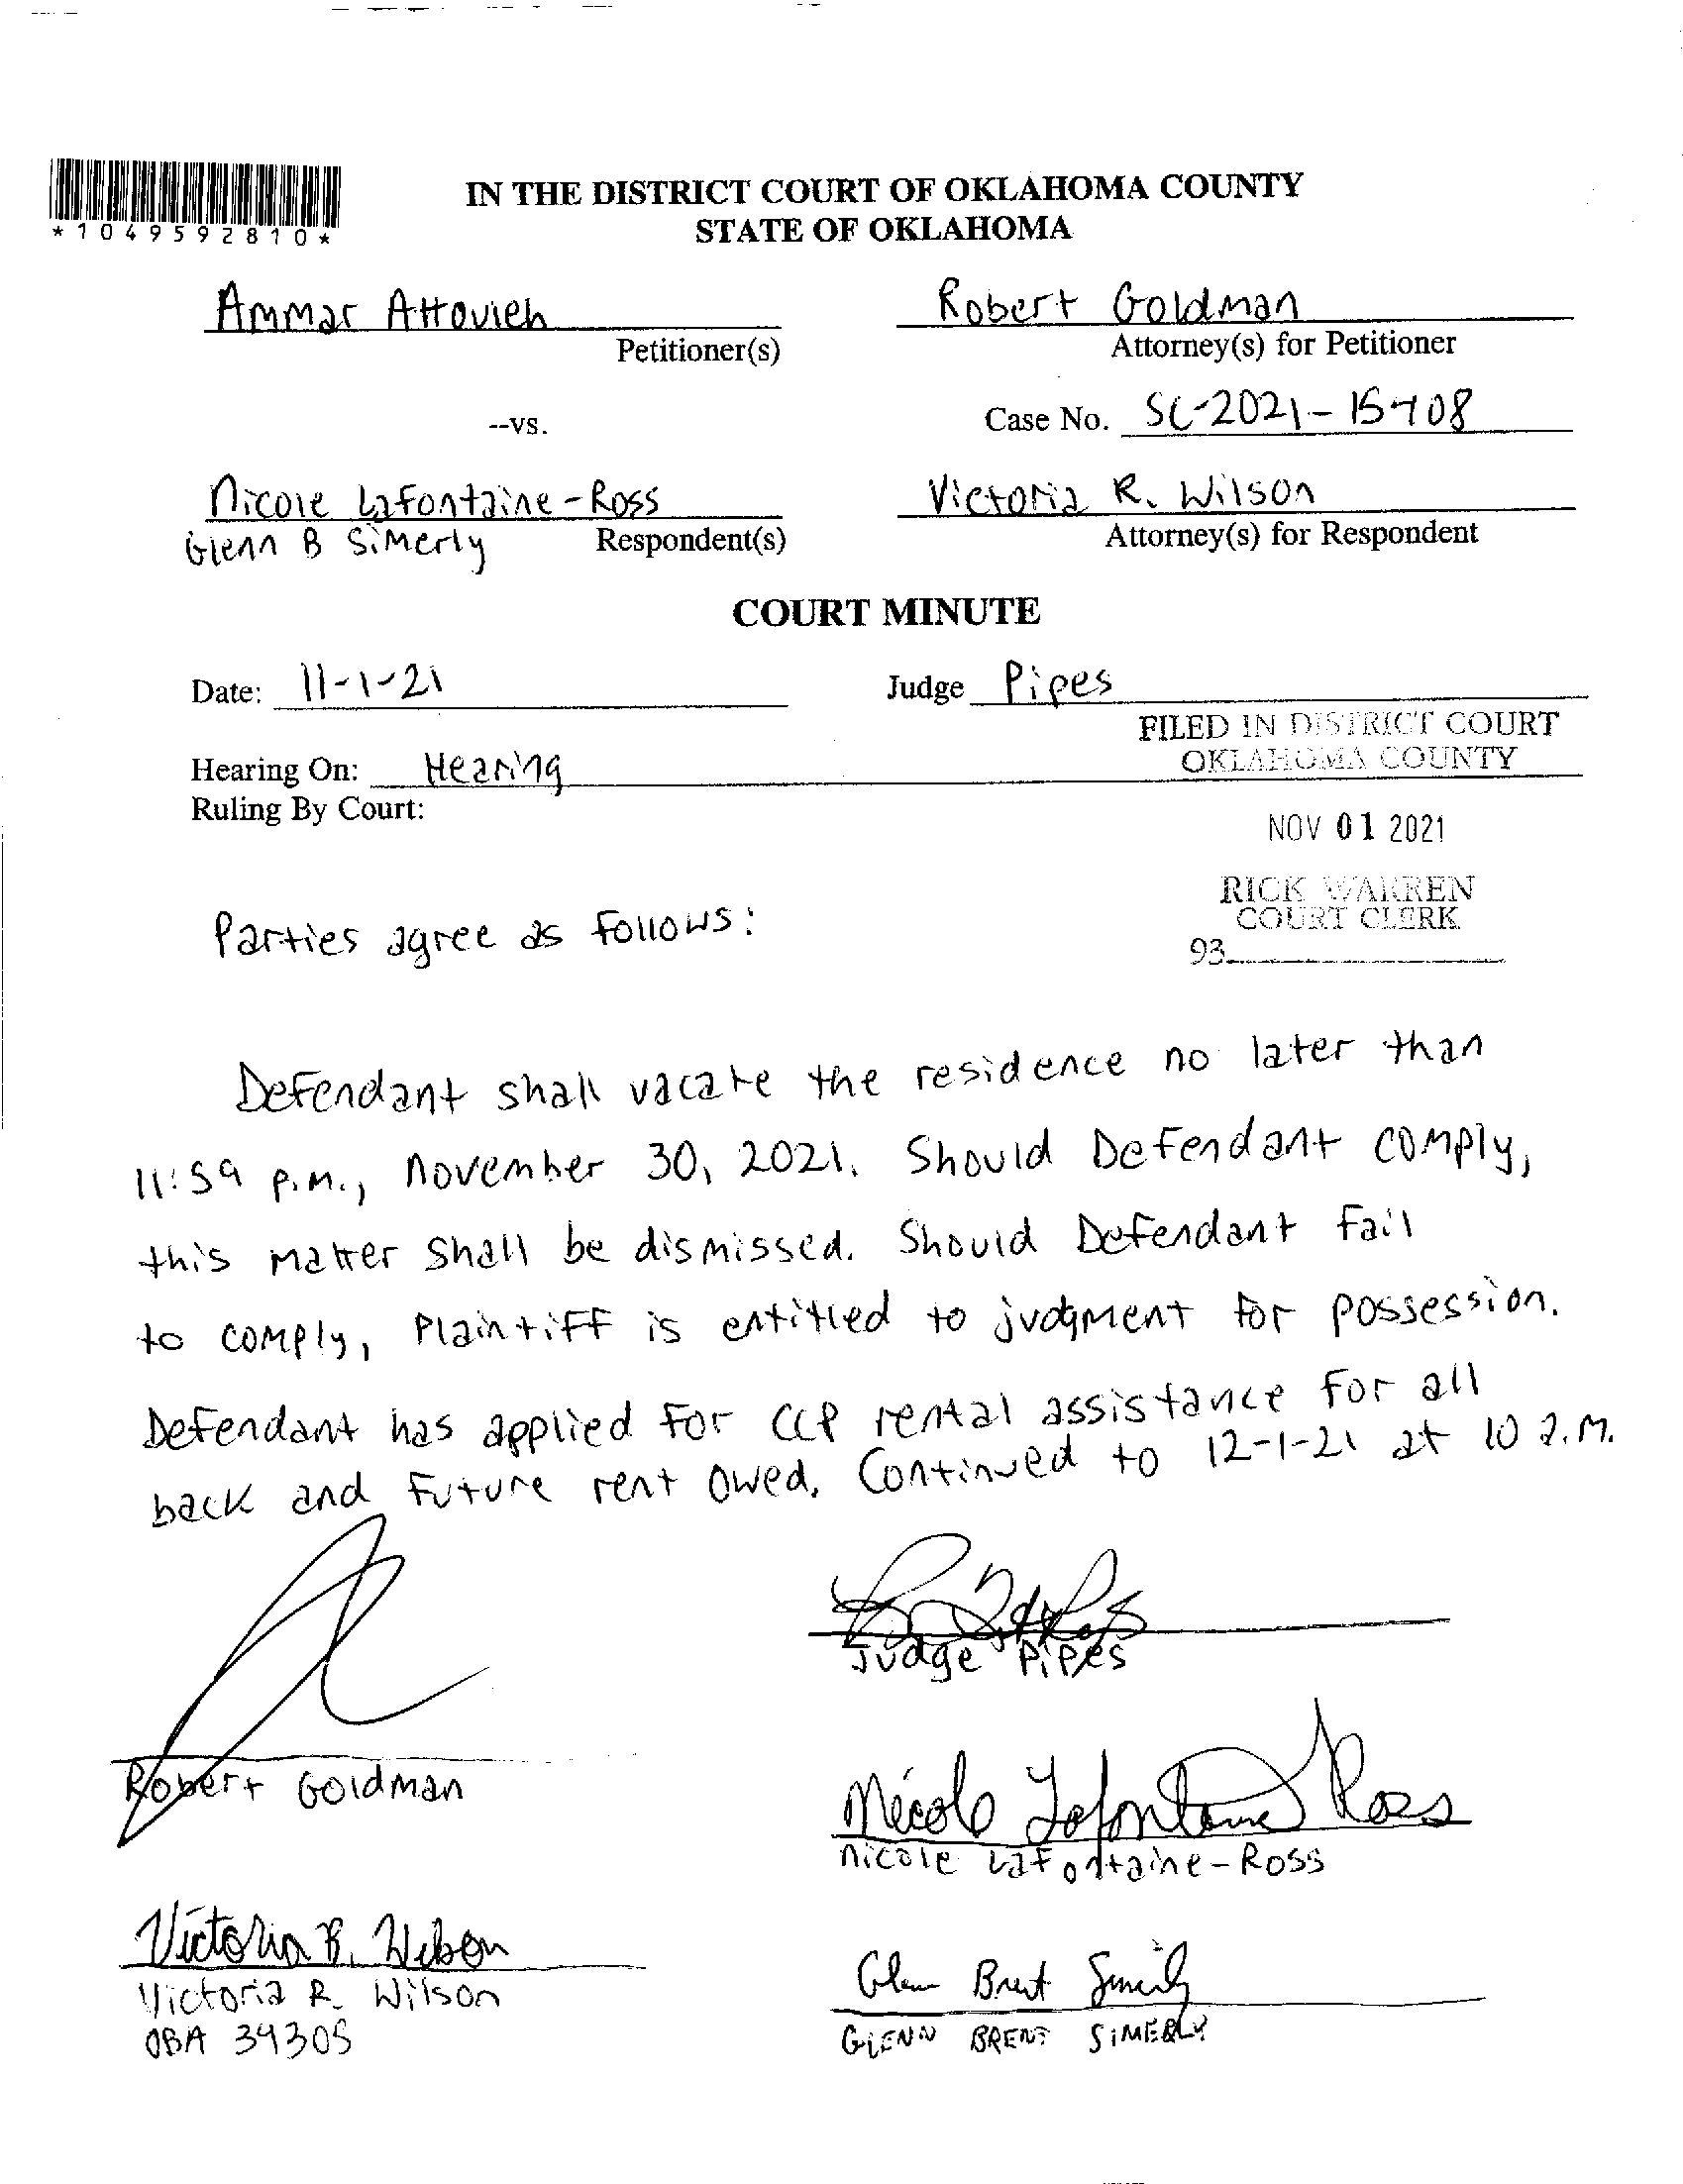 *1049592810*
IN THE DISTRICT COURT OF OKLAHOMA COUNTY
STATE OF OKLAHOMA
Ammar Attovieh
Petitioner(s)
Robert Goldman
Attorney(s) for Petitioner
--vs.
Case No. SC-2021-15408
Nicole Lafontaine-Ross
Glenn B Simerly
Respondent(s)
Victoria R. Wilson
Attorney(s) for Respondent
COURT MINUTE
Date: 11-1-21
Judge Pipes
FILED IN DISTRICT COURT
OKLAHOMA COUNTY
Hearing On: Hearing
Ruling By Court:
NOV 01 2021
RICK WARREN
COURT CLERK
93
Parties agree as follows:
Defendant shall vacate the residence no later than
11:59 p.m., November 30, 2021. Should Defendant comply,
this matter shall be dismissed. Should Defendant fail
to comply, Plaintiff is entitled to judgment for possession.
Defendant has applied for CCP rental assistance for all
back and future rent owed. Continued to 12-1-21 at 10 a.m.
Judge Pipes
Robert Goldman
Nicole Lafontaine Ross
Nicole Lafontaine-Ross
Victoria R. Wilson
Victoria R. Wilson
OBA 34305
Glenn Brent Simerly
GLENN BRENT SIMERLY